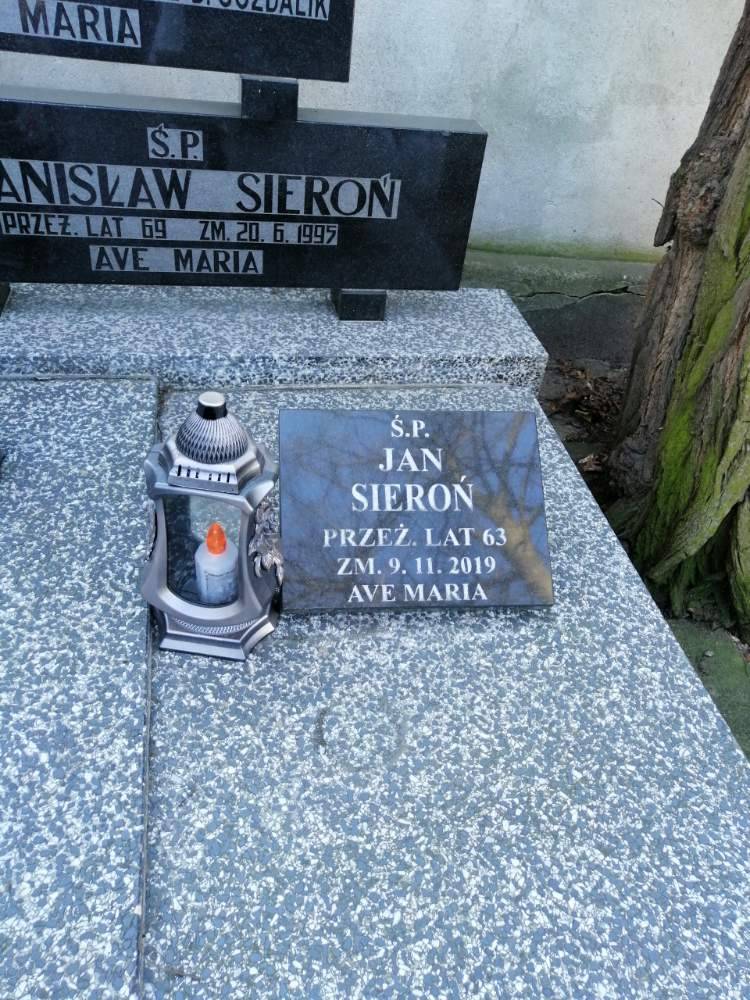 MARIA
Ś.P.
ANISŁAW SIEROŃ
PRZEŻ. LAT 69 ZM. 20. 6. 1995
AVE MARIA
Ś.P.
JAN
SIEROŃ
PRZEŻ. LAT 63
ZM. 9. 11. 2019
AVE MARIA